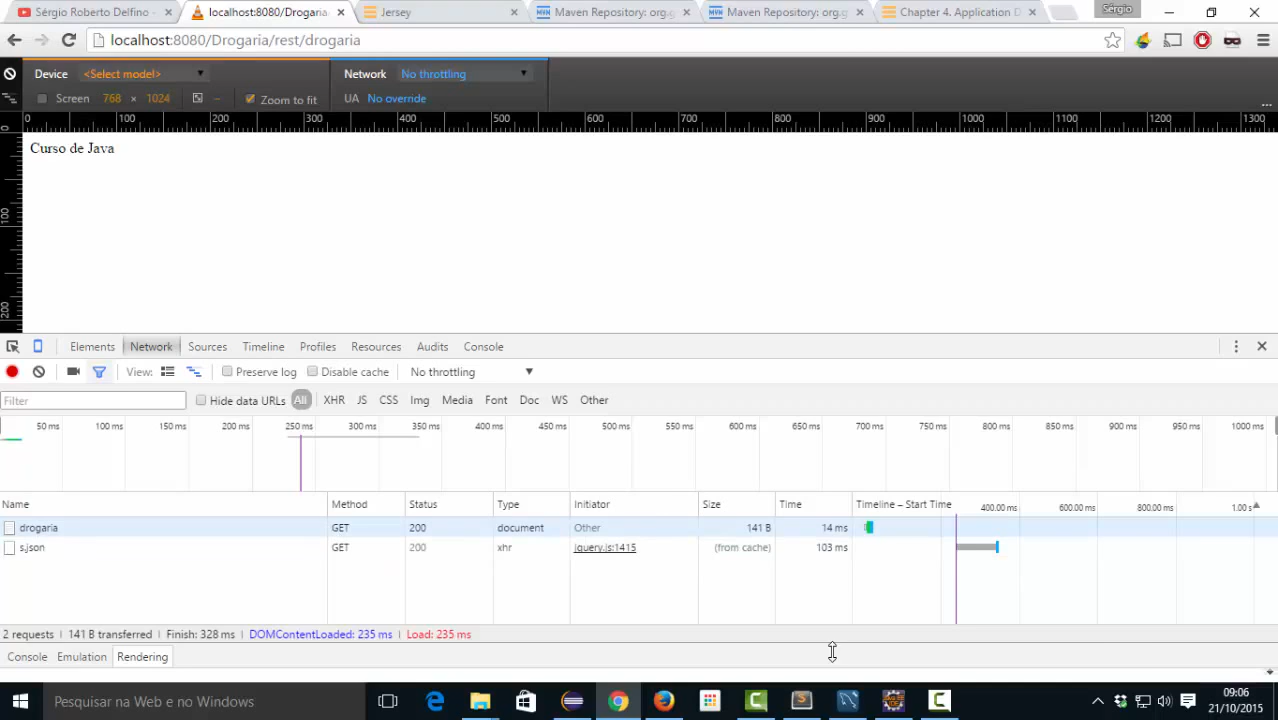 Sérgio Roberto Delfino -
localhost:8080/Drogaria
Jersey
Maven Repository: org.g
Maven Repository: org.g
Chapter 4. Application D
Sérgio
localhost:8080/Drogaria/rest/drogaria
Device <Select model> Network No throttling
Screen 768 × 1024 Zoom to fit UA No override
0 100 200 300 400 500 600 700 800 900 1000 1100 1200 1300
0
100
200
Curso de Java
Elements Network Sources Timeline Profiles Resources Audits Console
View: Preserve log Disable cache No throttling
Filter Hide data URLs All XHR JS CSS Img Media Font Doc WS Other
50 ms 100 ms 150 ms 200 ms 250 ms 300 ms 350 ms 400 ms 450 ms 500 ms 550 ms 600 ms 650 ms 700 ms 750 ms 800 ms 850 ms 900 ms 950 ms 1000 ms
Name Method Status Type Initiator Size Time Timeline – Start Time 400.00 ms 600.00 ms 800.00 ms 1.00 s
drogaria GET 200 document Other 141 B 14 ms
s.json GET 200 xhr jquery.js:1415 (from cache) 103 ms
2 requests | 141 B transferred | Finish: 328 ms | DOMContentLoaded: 235 ms | Load: 235 ms
Console Emulation Rendering
Pesquisar na Web e no Windows
09:06
21/10/2015